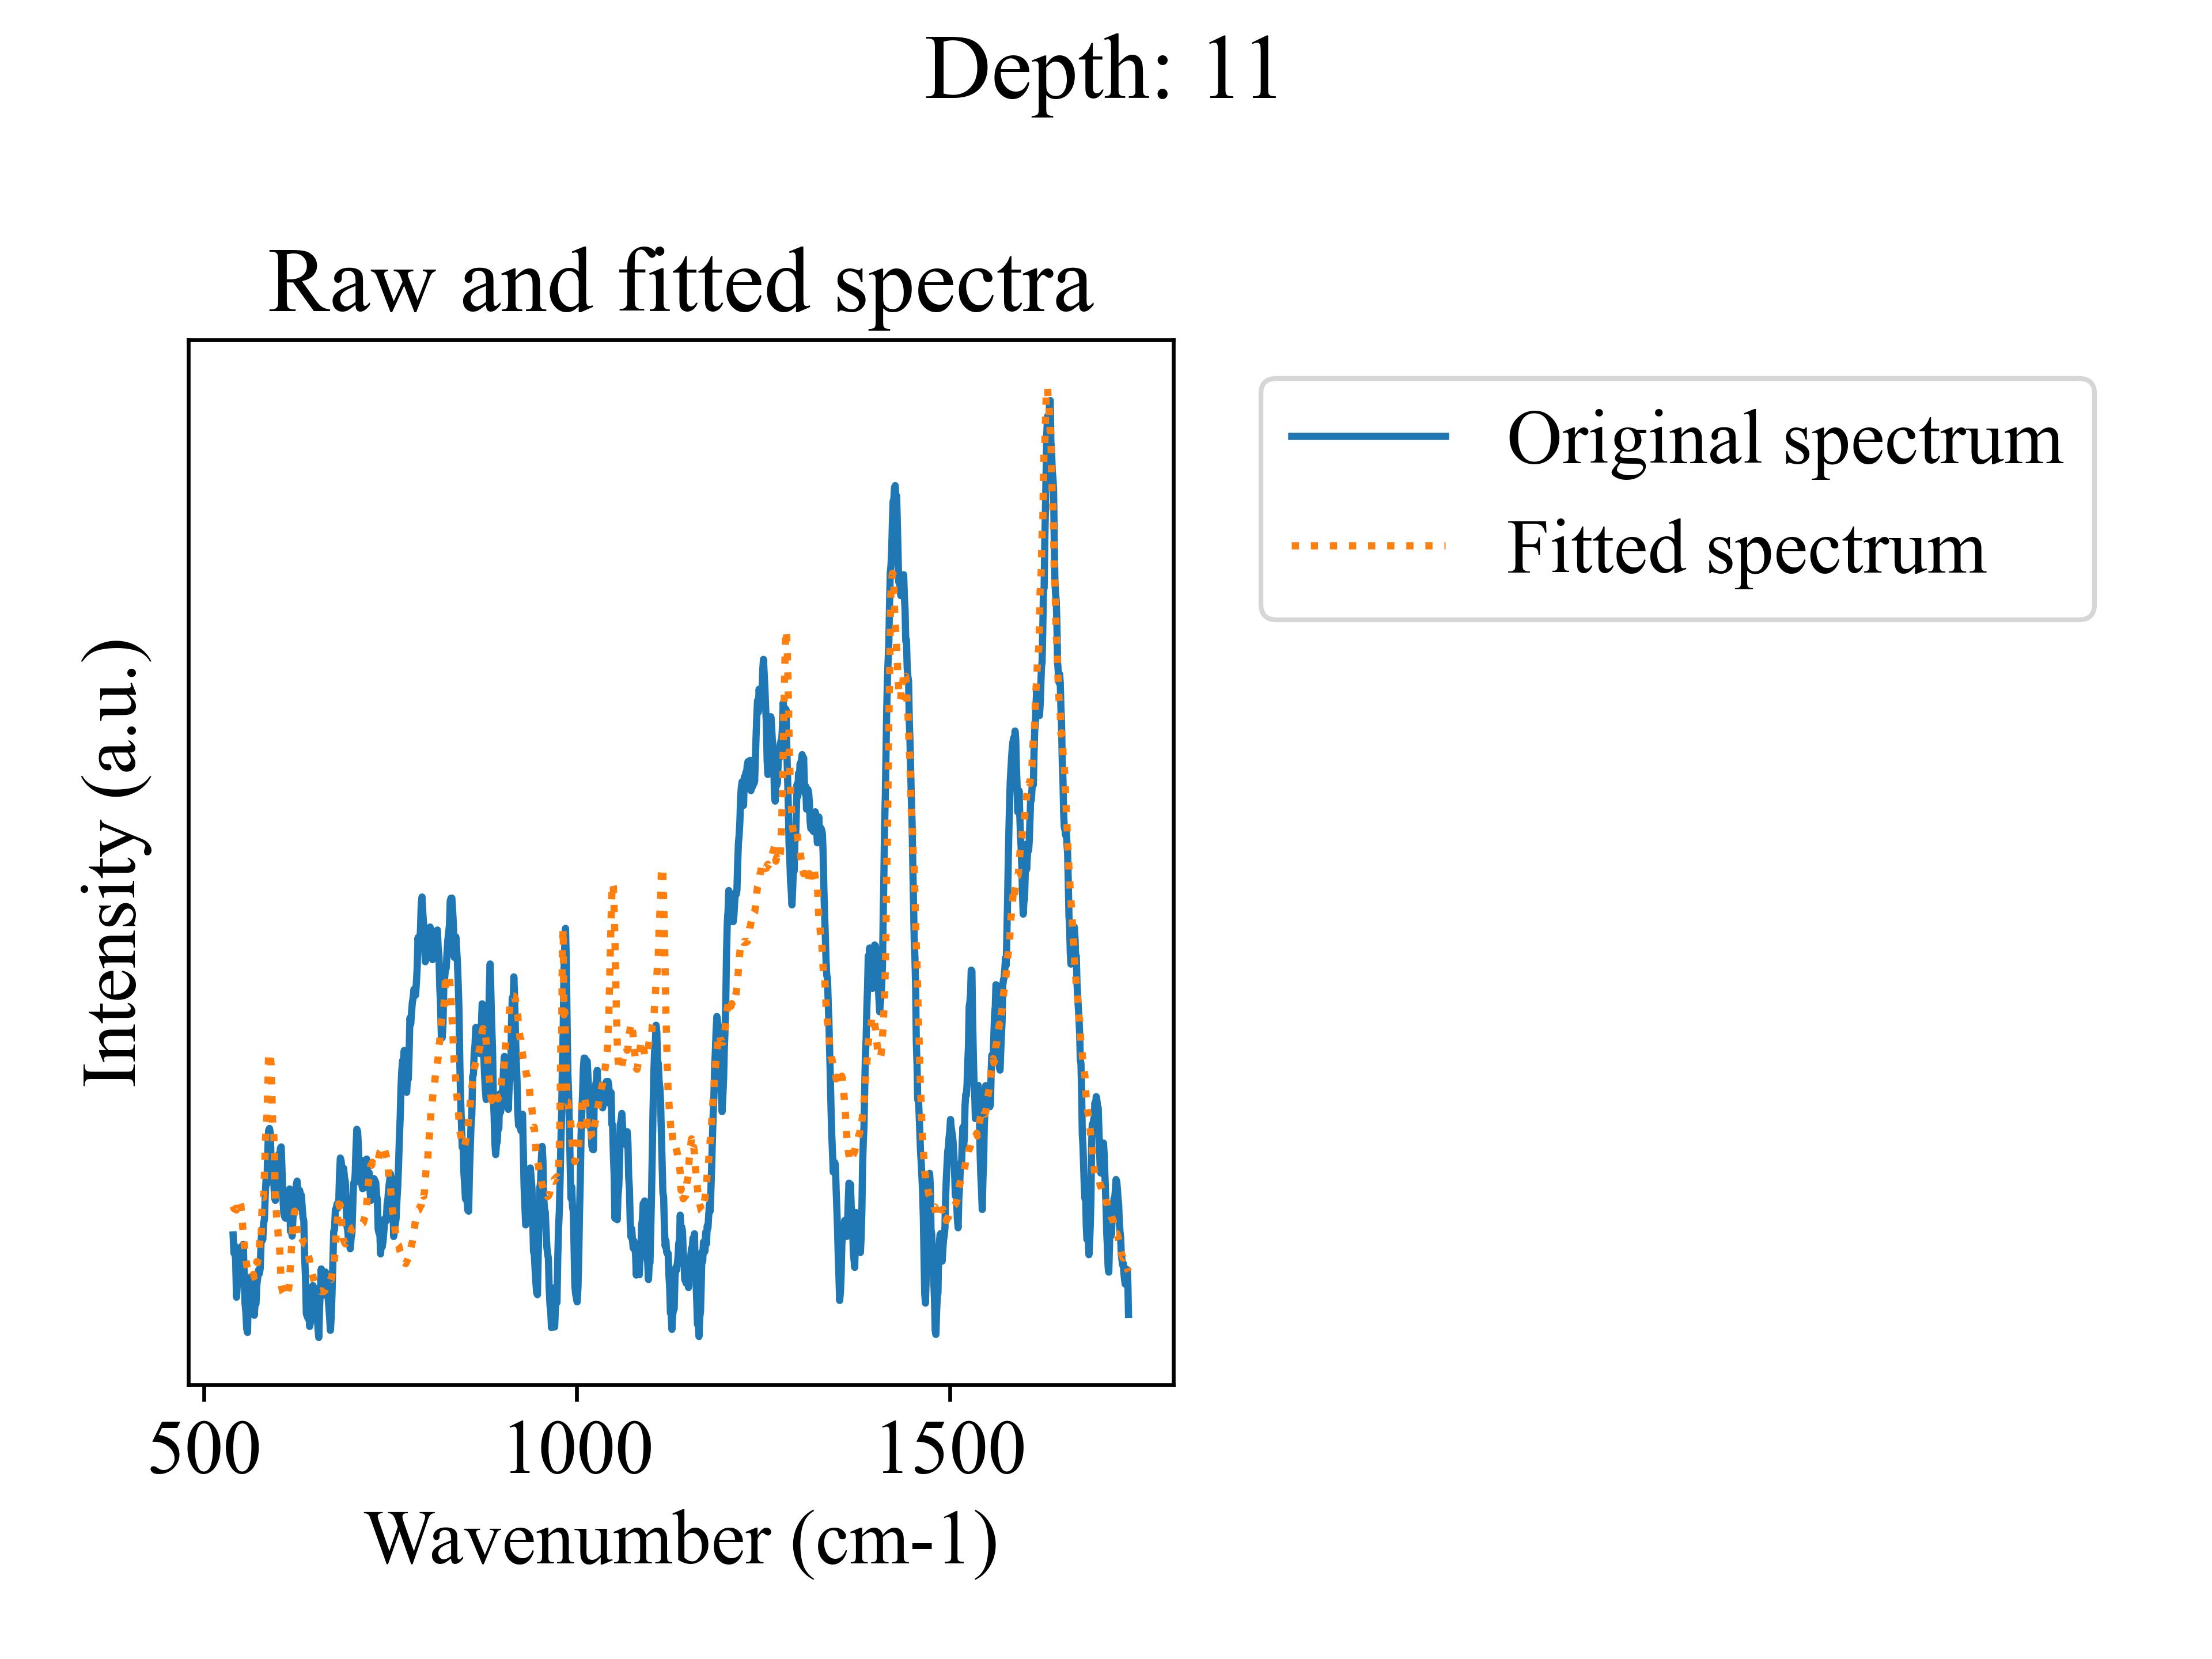 Depth: 11
Raw and fitted spectra
Original spectrum
Fitted spectrum
Intensity (a.u.)
500 1000 1500
Wavenumber (cm-1)